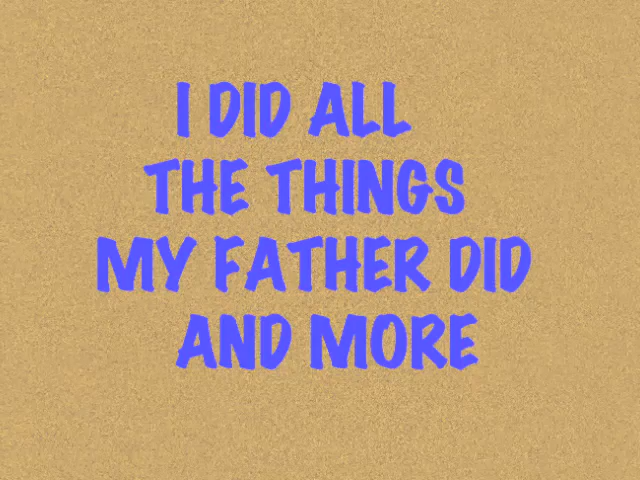 I DID ALL
THE THINGS
MY FATHER DID
AND MORE